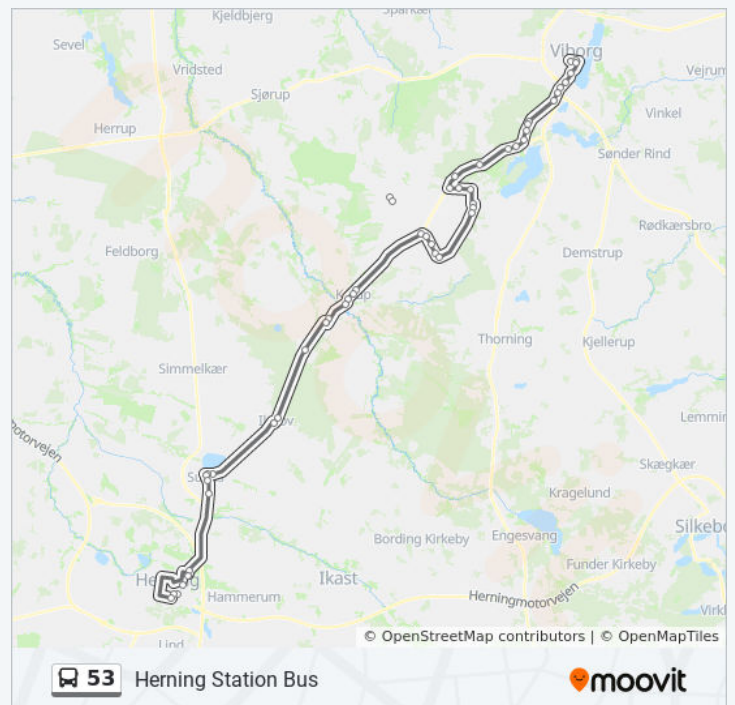 Kjeldbjerg
Sevel
Viborg
Vridsted
Vejrum
Sjørup
Vinkel
Herrup
Sønder Rind
Rødkærsbro
Feldborg
Demstrup
Thorning
Kjellerup
Simmelkær
Skægkær
Kragelund
Engesvang
Bording Kirkeby
Funder Kirkeby
Ikast
Hammerum
Herningmotorvejen
Lind
© OpenStreetMap contributors | © OpenMapTiles
53 Herning Station Bus
moovit